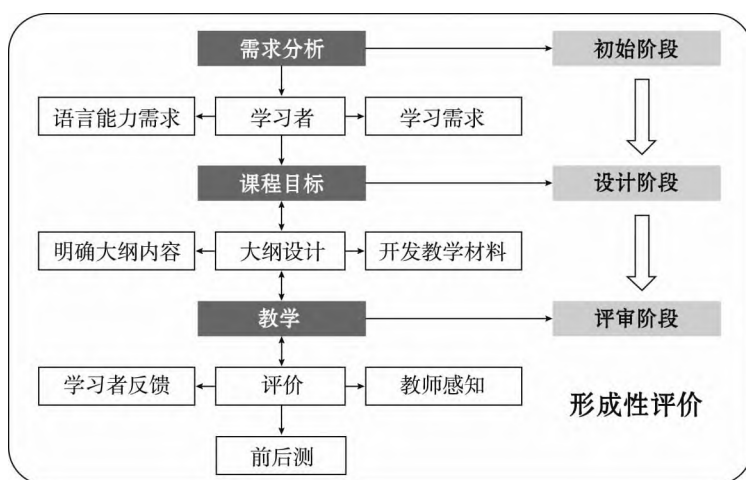 需求分析
初始阶段
语言能力需求
学习者
学习需求
课程目标
设计阶段
明确大纲内容
大纲设计
开发教学材料
教学
评审阶段
学习者反馈
评价
教师感知
形成性评价
前后测